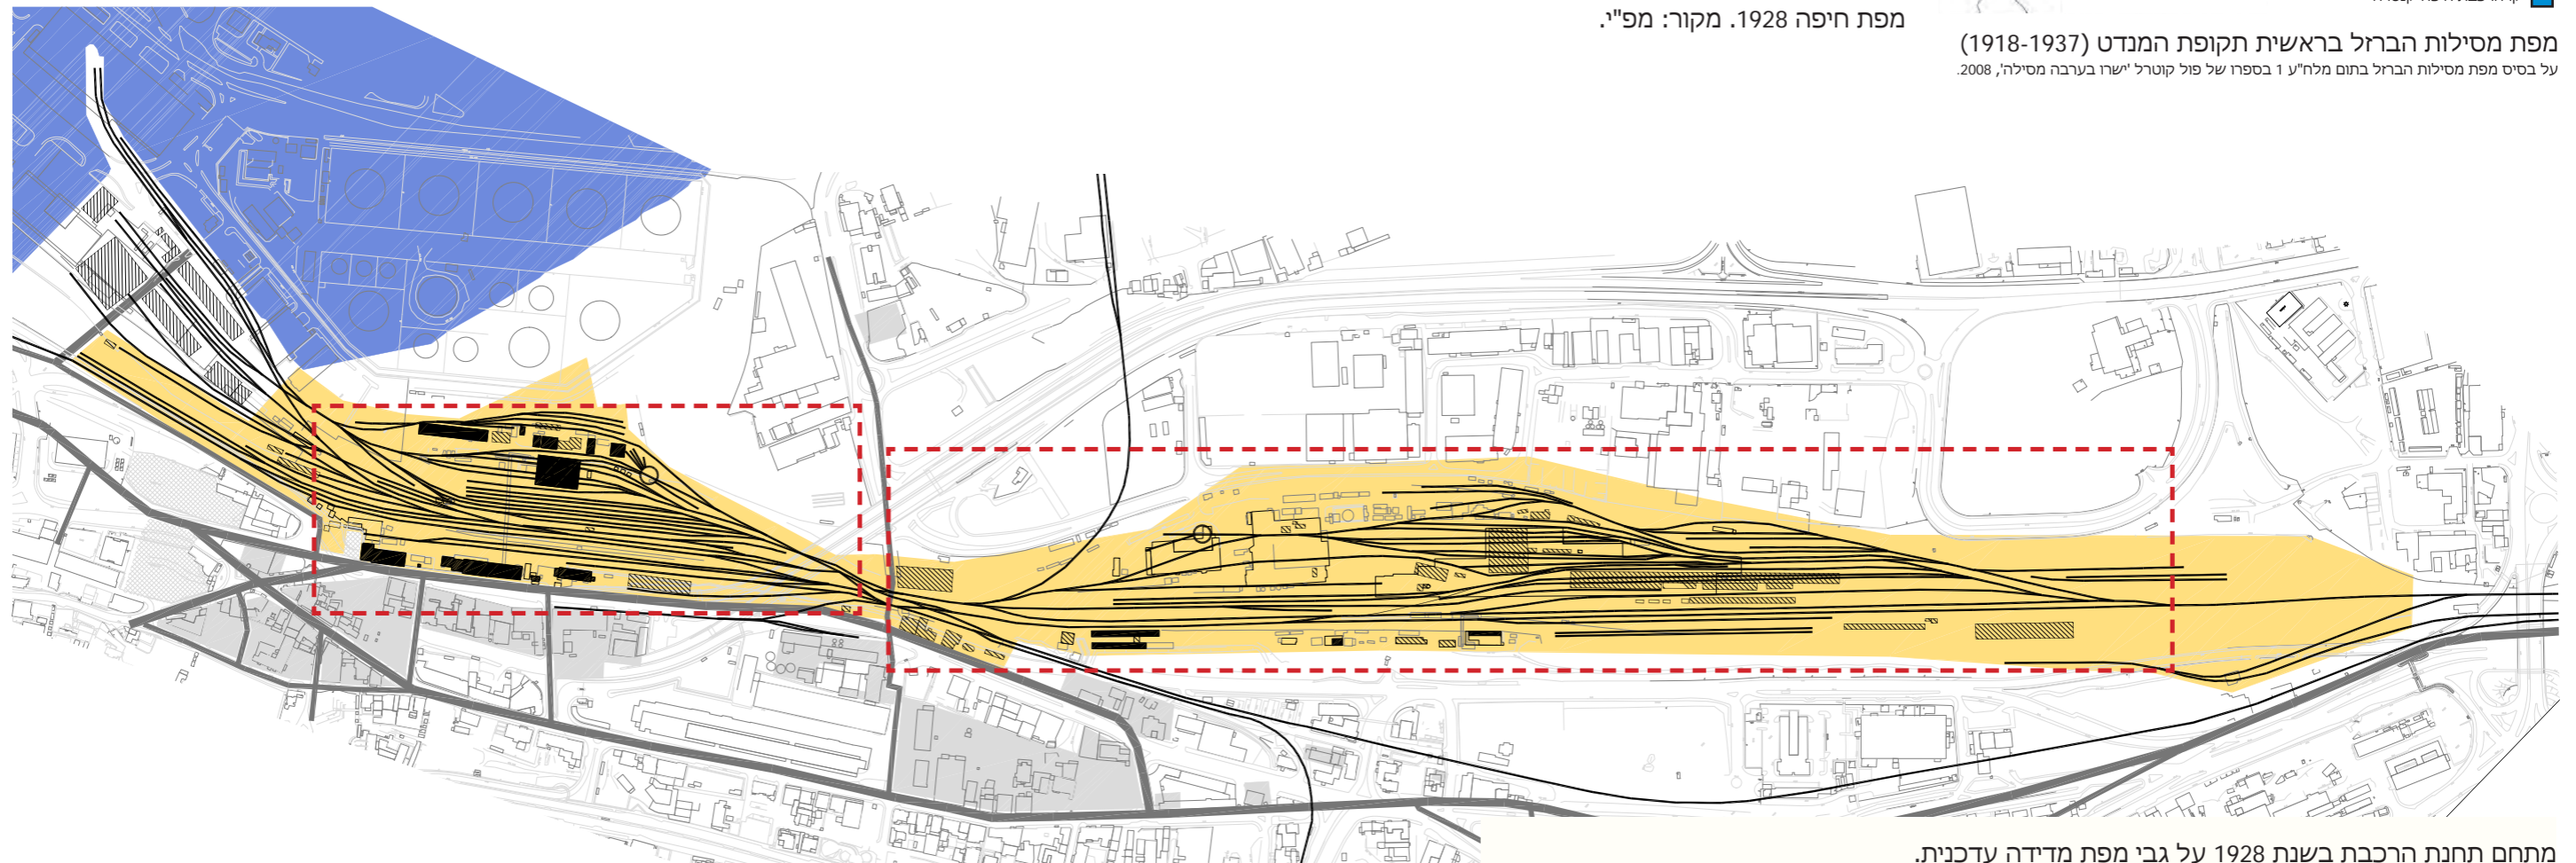 מפת חיפה 1928. מקור: מפ"י.
מפת מסילות הברזל בראשית תקופת המנדט (1918-1937)
על בסיס מפת מסילות הברזל בתום מלח"ע 1 בספרו של פול קוטרל 'ישרו בערבה מסילה', 2008.
מתחם תחנת הרכבת בשנת 1928 על גבי מפת מדידה עדכנית.